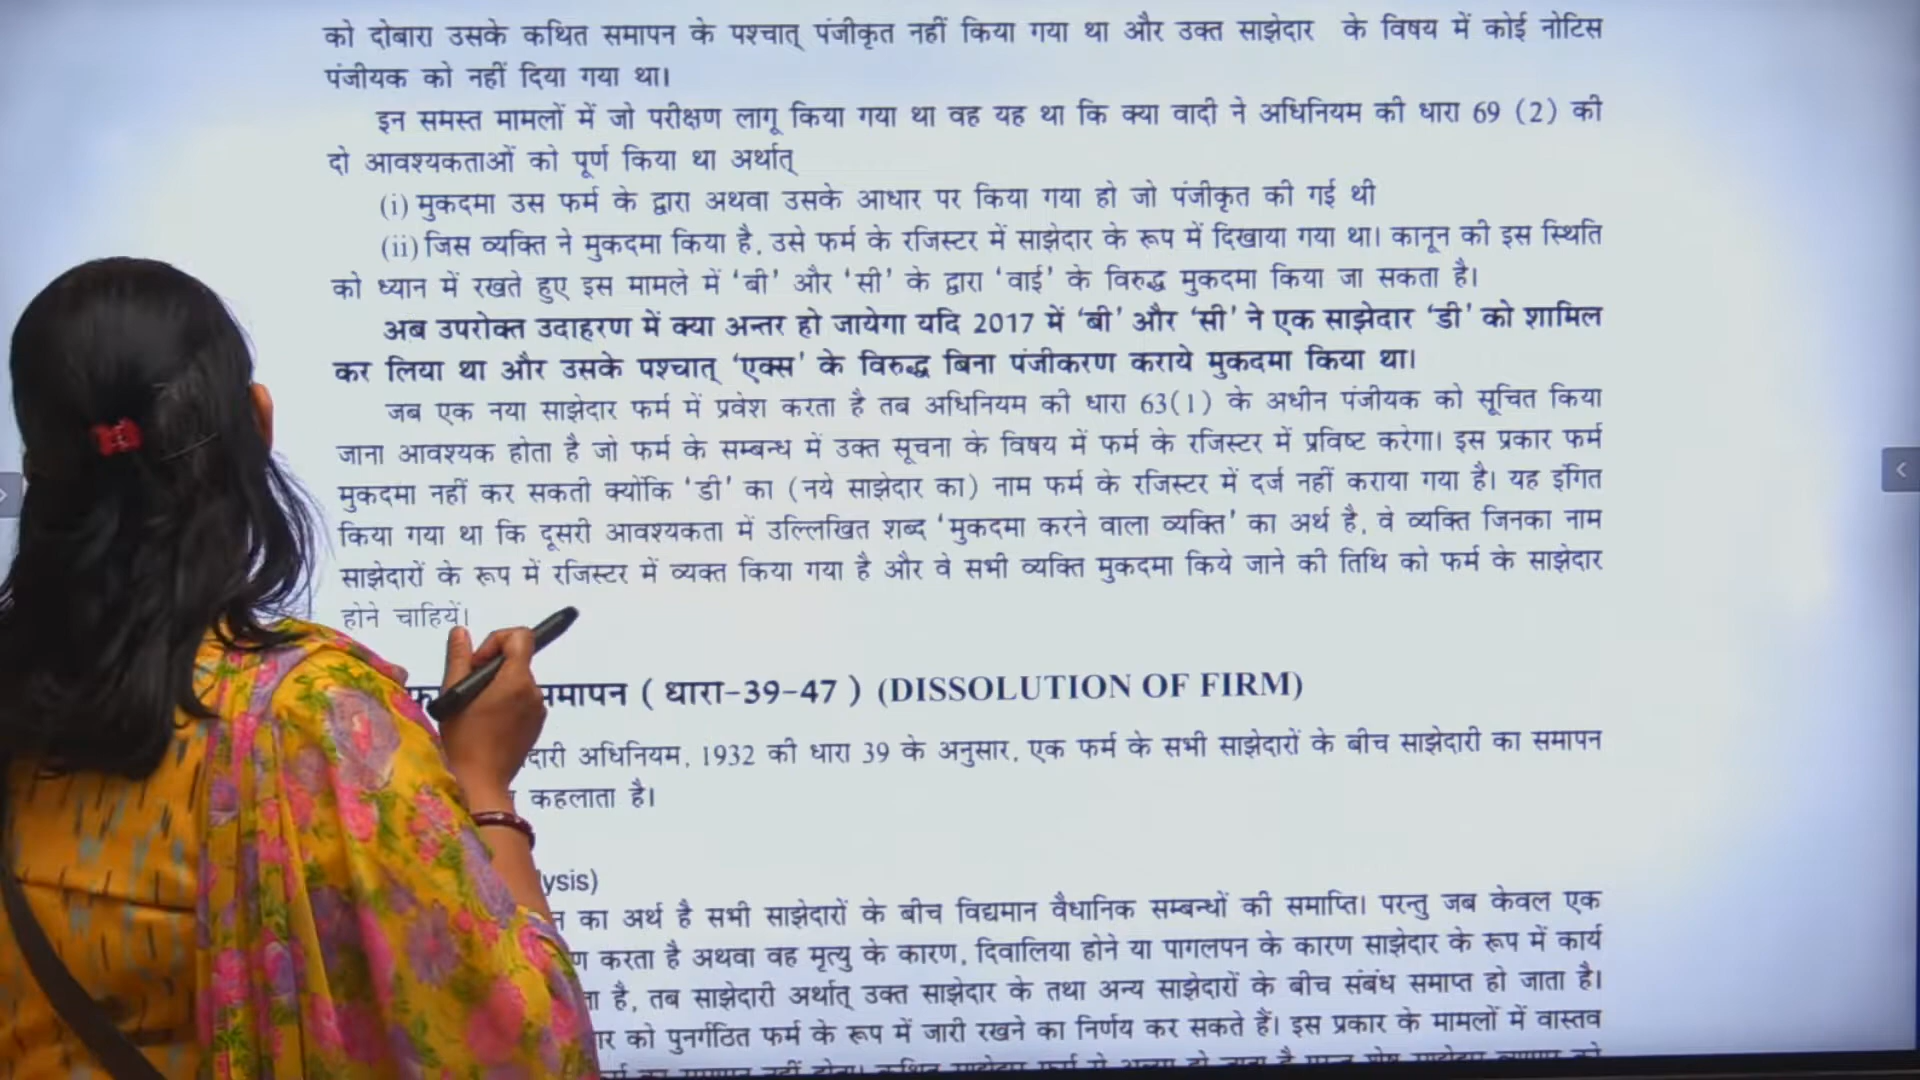 को दोबारा उसके कथित समापन के पश्चात् पंजीकृत नहीं किया गया था और उक्त साझेदार के विषय में कोई नोटिस
पंजीयक को नहीं दिया गया था।
इन समस्त मामलों में जो परीक्षण लागू किया गया था वह यह था कि क्या वादी ने अधिनियम की धारा 69 (2) की
दो आवश्यकताओं को पूर्ण किया था अर्थात्
(i) मुकदमा उस फर्म के द्वारा अथवा उसके आधार पर किया गया हो जो पंजीकृत की गई थी
(ii) जिस व्यक्ति ने मुकदमा किया है, उसे फर्म के रजिस्टर में साझेदार के रूप में दिखाया गया था। कानून की इस स्थिति
को ध्यान में रखते हुए इस मामले में 'बी' और 'सी' के द्वारा 'वाई' के विरुद्ध मुकदमा किया जा सकता है।
अब उपरोक्त उदाहरण में क्या अन्तर हो जायेगा यदि 2017 में 'बी' और 'सी' ने एक साझेदार 'डी' को शामिल
कर लिया था और उसके पश्चात् 'एक्स' के विरुद्ध बिना पंजीकरण कराये मुकदमा किया था।
जब एक नया साझेदार फर्म में प्रवेश करता है तब अधिनियम की धारा 63(1) के अधीन पंजीयक को सूचित किया
जाना आवश्यक होता है जो फर्म के सम्बन्ध में उक्त सूचना के विषय में फर्म के रजिस्टर में प्रविष्ट करेगा। इस प्रकार फर्म
मुकदमा नहीं कर सकती क्योंकि 'डी' का (नये साझेदार का) नाम फर्म के रजिस्टर में दर्ज नहीं कराया गया है। यह इंगित
किया गया था कि दूसरी आवश्यकता में उल्लिखित शब्द 'मुकदमा करने वाला व्यक्ति' का अर्थ है, वे व्यक्ति जिनका नाम
साझेदारों के रूप में रजिस्टर में व्यक्त किया गया है और वे सभी व्यक्ति मुकदमा किये जाने की तिथि को फर्म के साझेदार
होने चाहियें।
समापन ( धारा-39-47 ) (DISSOLUTION OF FIRM)
अधिनियम, 1932 की धारा 39 के अनुसार, एक फर्म के सभी साझेदारों के बीच साझेदारी का समापन
कहलाता है।
का अर्थ है सभी साझेदारों के बीच विद्यमान वैधानिक सम्बन्धों की समाप्ति। परन्तु जब केवल एक
करता है अथवा वह मृत्यु के कारण, दिवालिया होने या पागलपन के कारण साझेदार के रूप में कार्य
है, तब साझेदारी अर्थात् उक्त साझेदार के तथा अन्य साझेदारों के बीच संबंध समाप्त हो जाता है।
को पुनर्गठित फर्म के रूप में जारी रखने का निर्णय कर सकते हैं। इस प्रकार के मामलों में वास्तव